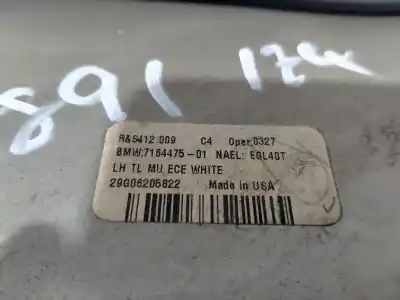 891 124
R&S412.009 C4 Oper.0327
BMW:7164475-01 NAEL: EGL40T
LH TL MU ECE WHITE
29G06205822 Made in USA